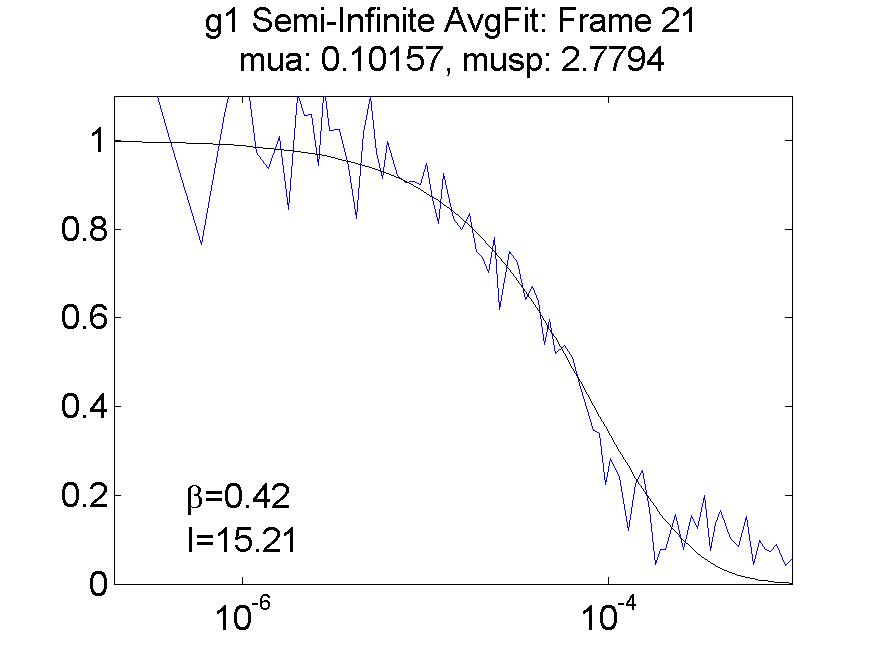 g1 Semi-Infinite AvgFit: Frame 21
mua: 0.10157, musp: 2.7794
1
0.8
0.6
0.4
0.2
0
β=0.42
I=15.21
10^-6
10^-4